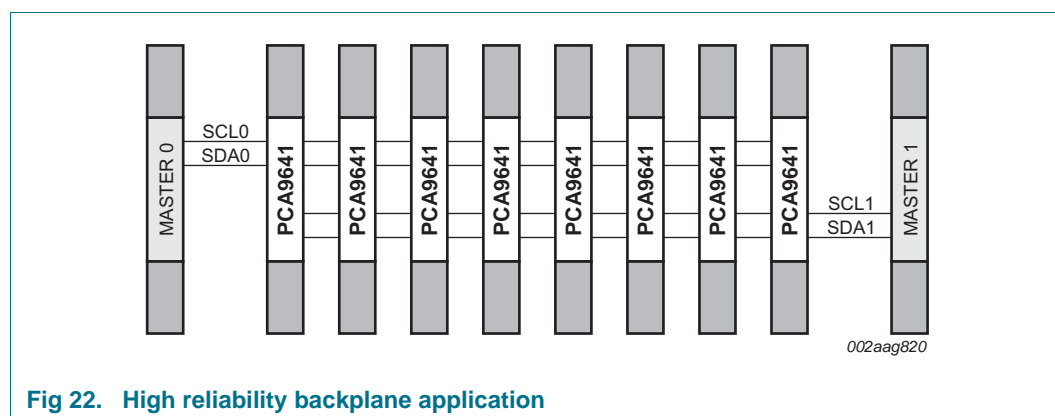 MASTER 0
SCL0
SDA0
PCA9641
PCA9641
PCA9641
PCA9641
PCA9641
PCA9641
PCA9641
PCA9641
SCL1
SDA1
MASTER 1
002aag820
Fig 22. High reliability backplane application